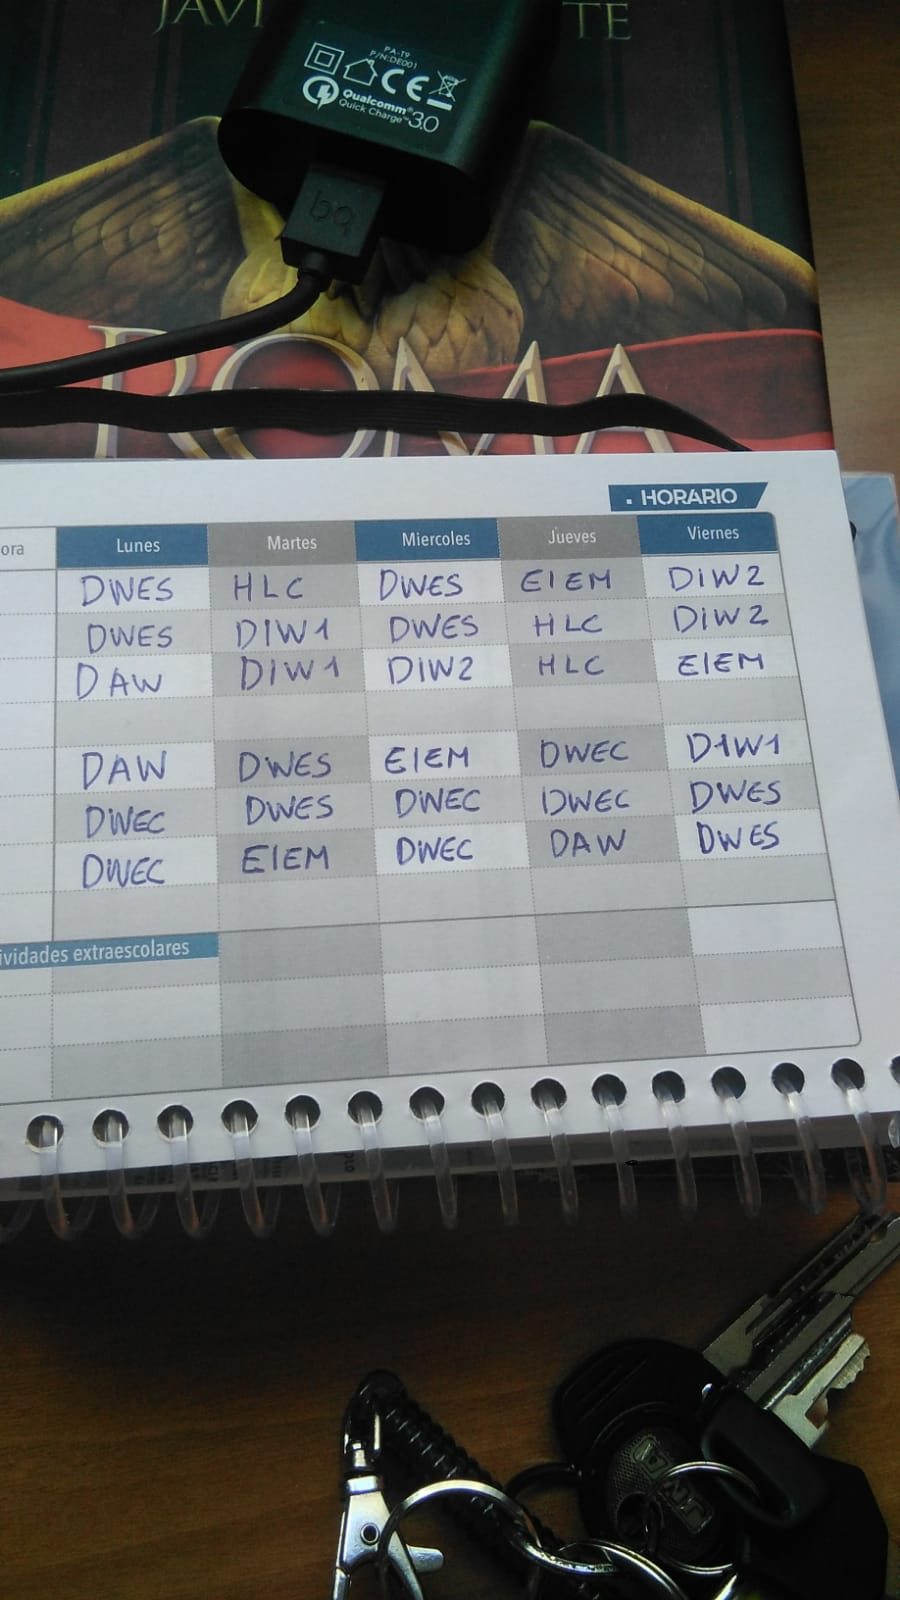 JAVI TE
PA-T9
P/N:DE001
CE
Qualcomm®
Quick Charge™ 3.0
bq
ROMA
. HORARIO
ora Lunes Martes Miercoles Jueves Viernes
DWES HLC DWES EIEM DIW2
DWES DIW1 DWES HLC DIW2
DAW DIW1 DIW2 HLC EIEM
DAW DWES EIEM DWEC DIW1
DWEC DWES DWEC DWEC DWES
DWEC EIEM DWEC DAW DWES
ividades extraescolares